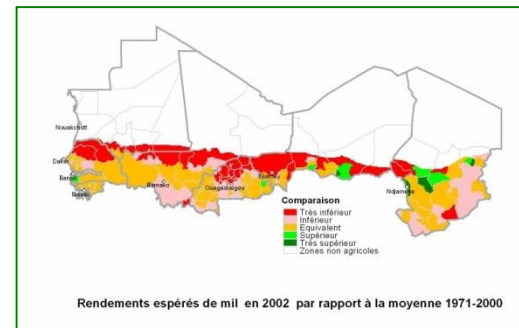 Nouakchott
Dakar
Banjul
Bissau
Bamako
Ouagadougou
Niamey
Ndjamena
Comparaison
Très inférieur
Inférieur
Equivalent
Supérieur
Très supérieur
Zones non agricoles
Rendements espérés de mil en 2002 par rapport à la moyenne 1971-2000